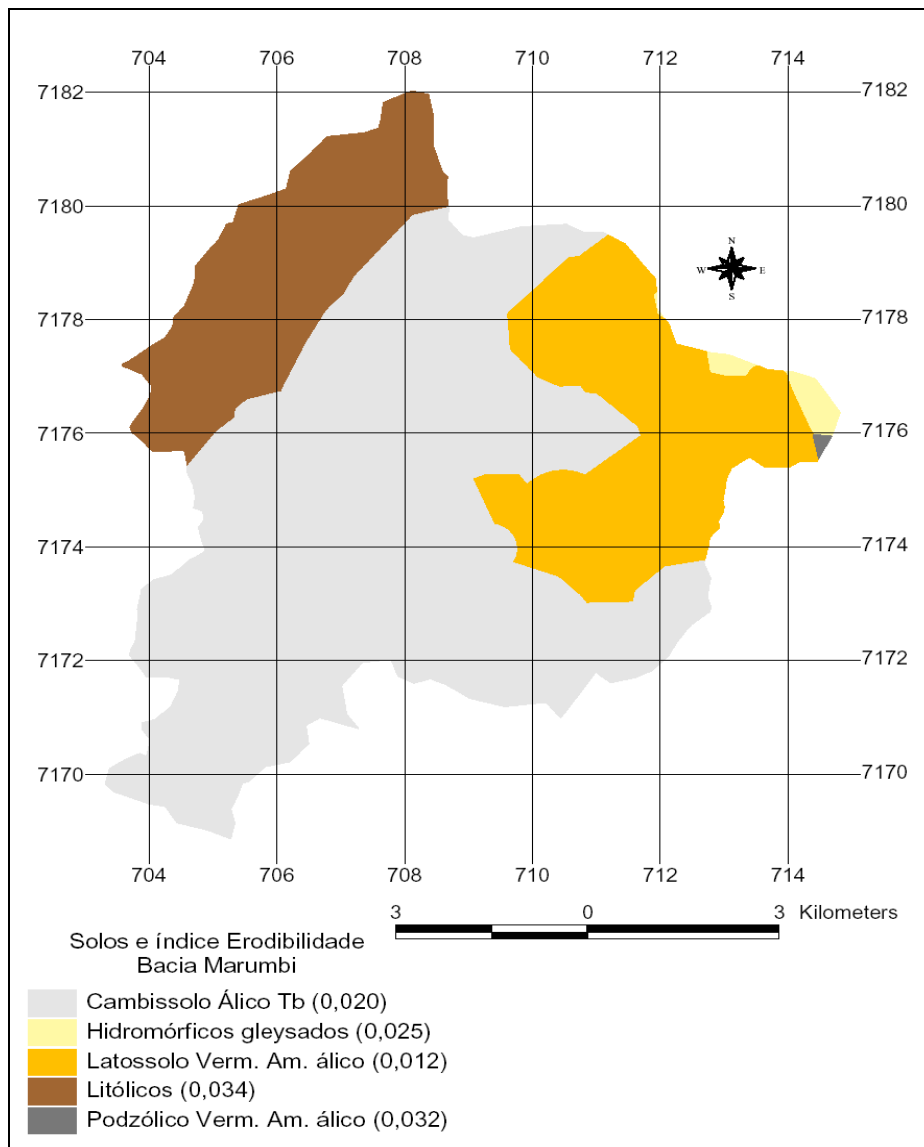 704 706 708 710 712 714
7182 7182
7180 7180
N
W E
S
7178 7178
7176 7176
7174 7174
7172 7172
7170 7170
704 706 708 710 712 714
3 0 3 Kilometers
Solos e índice Erodibilidade
Bacia Marumbi
Cambissolo Álico Tb (0,020)
Hidromórficos gleysados (0,025)
Latossolo Verm. Am. álico (0,012)
Litólicos (0,034)
Podzólico Verm. Am. álico (0,032)